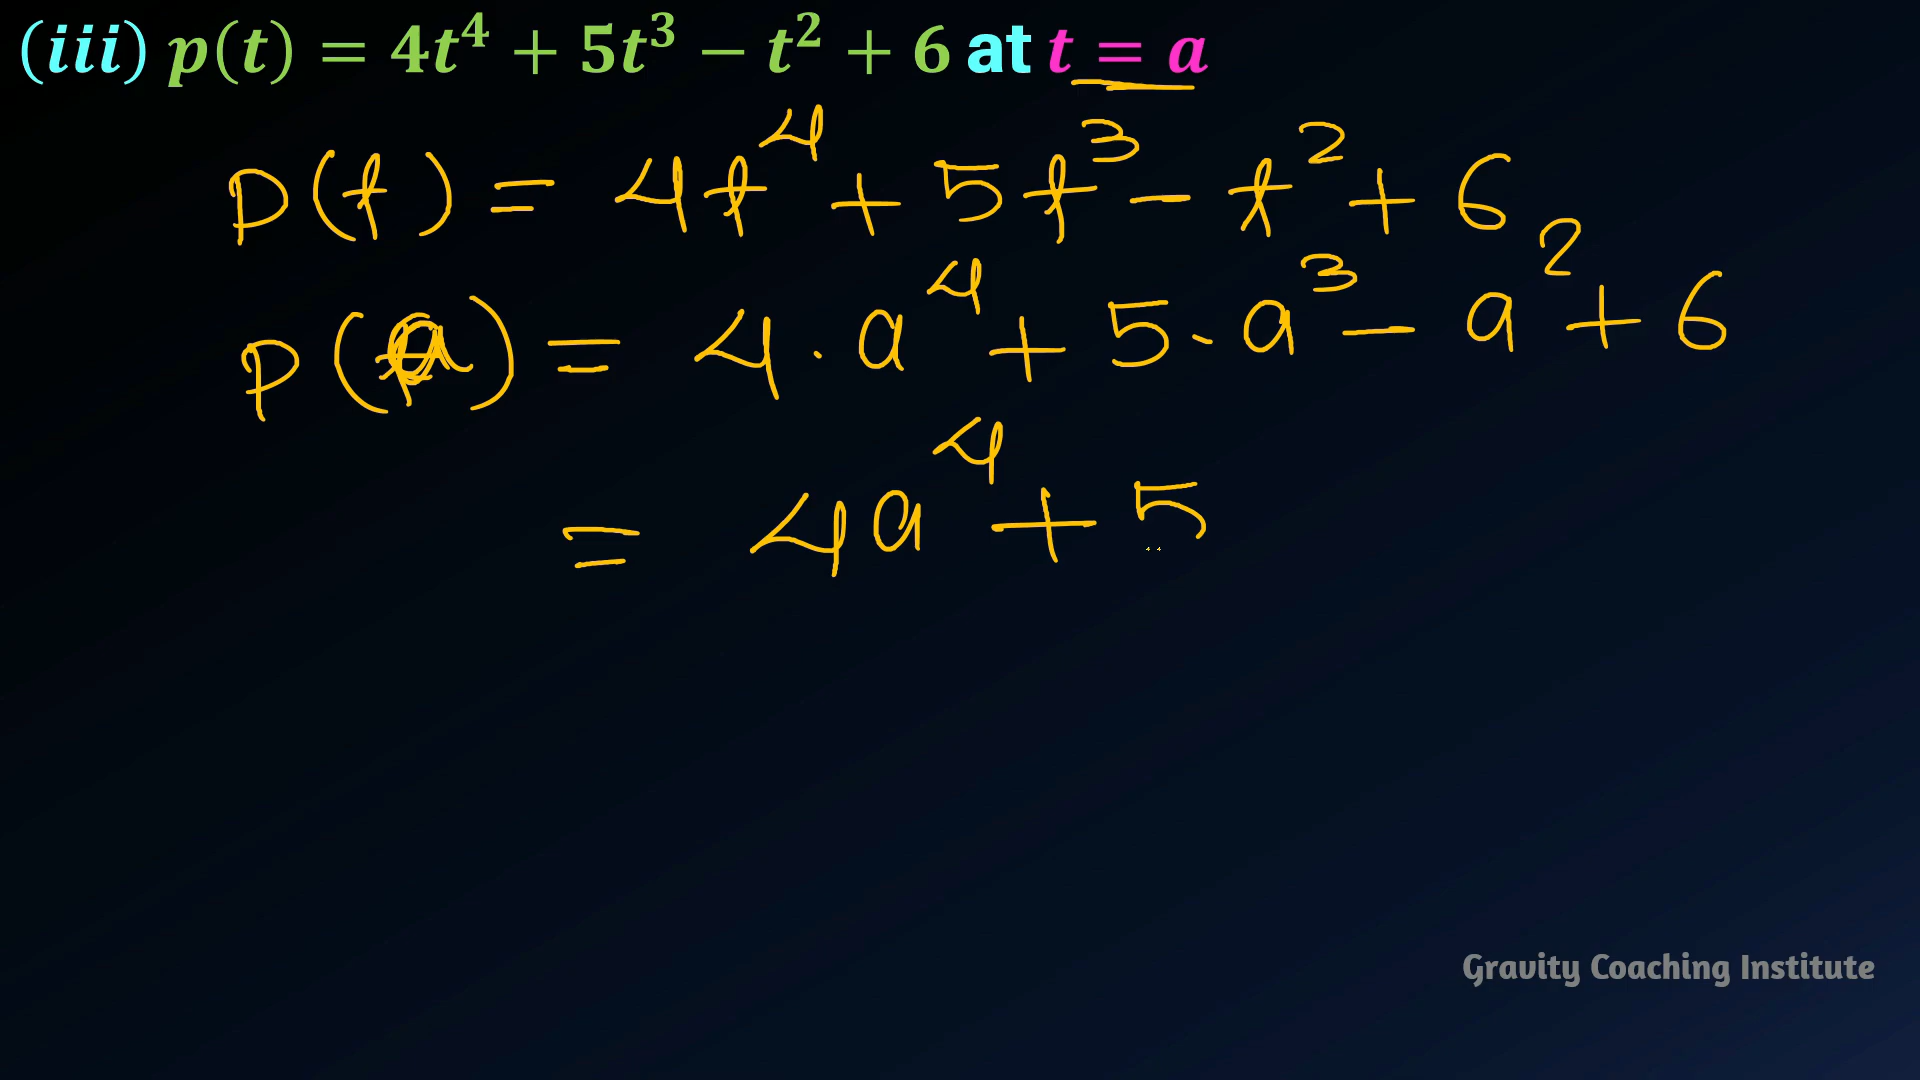 (iii) p(t) = 4t⁴ + 5t³ − t² + 6 at t = a
P(t) = 4t⁴ + 5t³ − t² + 6
P(a) = 4·a⁴ + 5·a³ − a² + 6
= 4a⁴ + 5
Gravity Coaching Institute